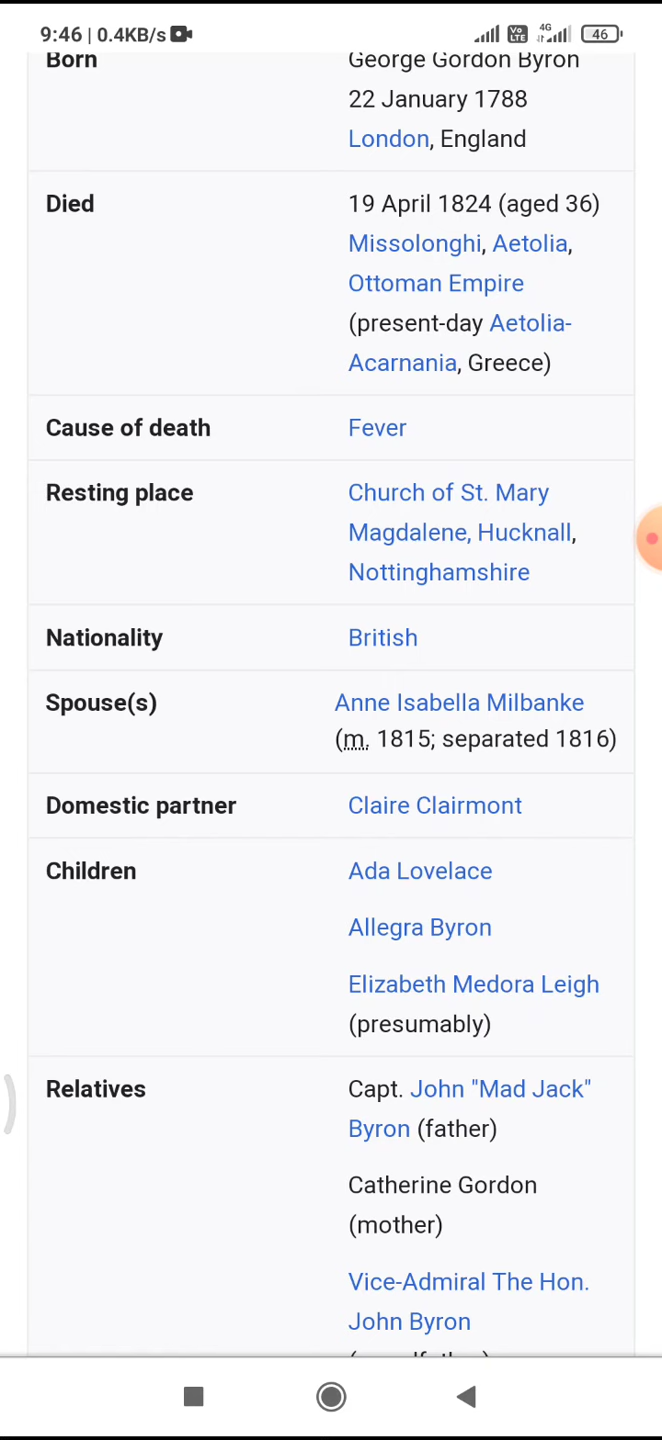 9:46 | 0.4KB/s
Vo LTE 4G 46
Born George Gordon Byron
22 January 1788
London, England
Died 19 April 1824 (aged 36)
Missolonghi, Aetolia,
Ottoman Empire
(present-day Aetolia-
Acarnania, Greece)
Cause of death Fever
Resting place Church of St. Mary
Magdalene, Hucknall,
Nottinghamshire
Nationality British
Spouse(s) Anne Isabella Milbanke
(m. 1815; separated 1816)
Domestic partner Claire Clairmont
Children Ada Lovelace
Allegra Byron
Elizabeth Medora Leigh
(presumably)
Relatives Capt. John "Mad Jack"
Byron (father)
Catherine Gordon
(mother)
Vice-Admiral The Hon.
John Byron